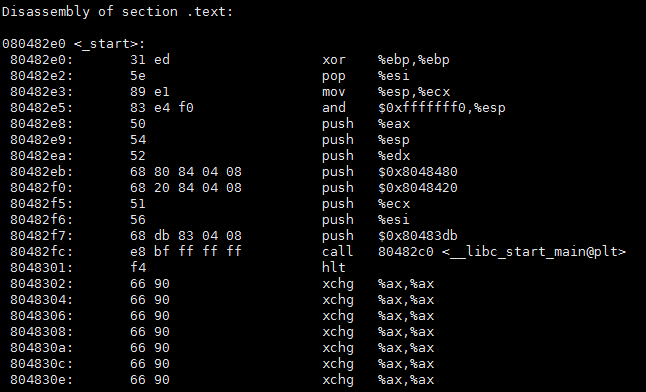 Disassembly of section .text:
080482e0 <_start>:
80482e0: 31 ed xor %ebp,%ebp
80482e2: 5e pop %esi
80482e3: 89 e1 mov %esp,%ecx
80482e5: 83 e4 f0 and $0xfffffff0,%esp
80482e8: 50 push %eax
80482e9: 54 push %esp
80482ea: 52 push %edx
80482eb: 68 80 84 04 08 push $0x8048480
80482f0: 68 20 84 04 08 push $0x8048420
80482f5: 51 push %ecx
80482f6: 56 push %esi
80482f7: 68 db 83 04 08 push $0x80483db
80482fc: e8 bf ff ff ff call 80482c0 <__libc_start_main@plt>
8048301: f4 hlt
8048302: 66 90 xchg %ax,%ax
8048304: 66 90 xchg %ax,%ax
8048306: 66 90 xchg %ax,%ax
8048308: 66 90 xchg %ax,%ax
804830a: 66 90 xchg %ax,%ax
804830c: 66 90 xchg %ax,%ax
804830e: 66 90 xchg %ax,%ax